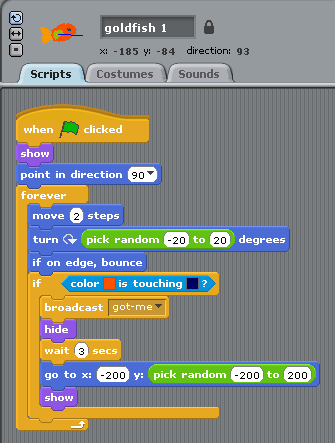 goldfish 1
x: -185 y: -84 direction: 93
Scripts Costumes Sounds
when clicked
show
point in direction 90
forever
move 2 steps
turn pick random -20 to 20 degrees
if on edge, bounce
if color is touching ?
broadcast got-me
hide
wait 3 secs
go to x: -200 y: pick random -200 to 200
show